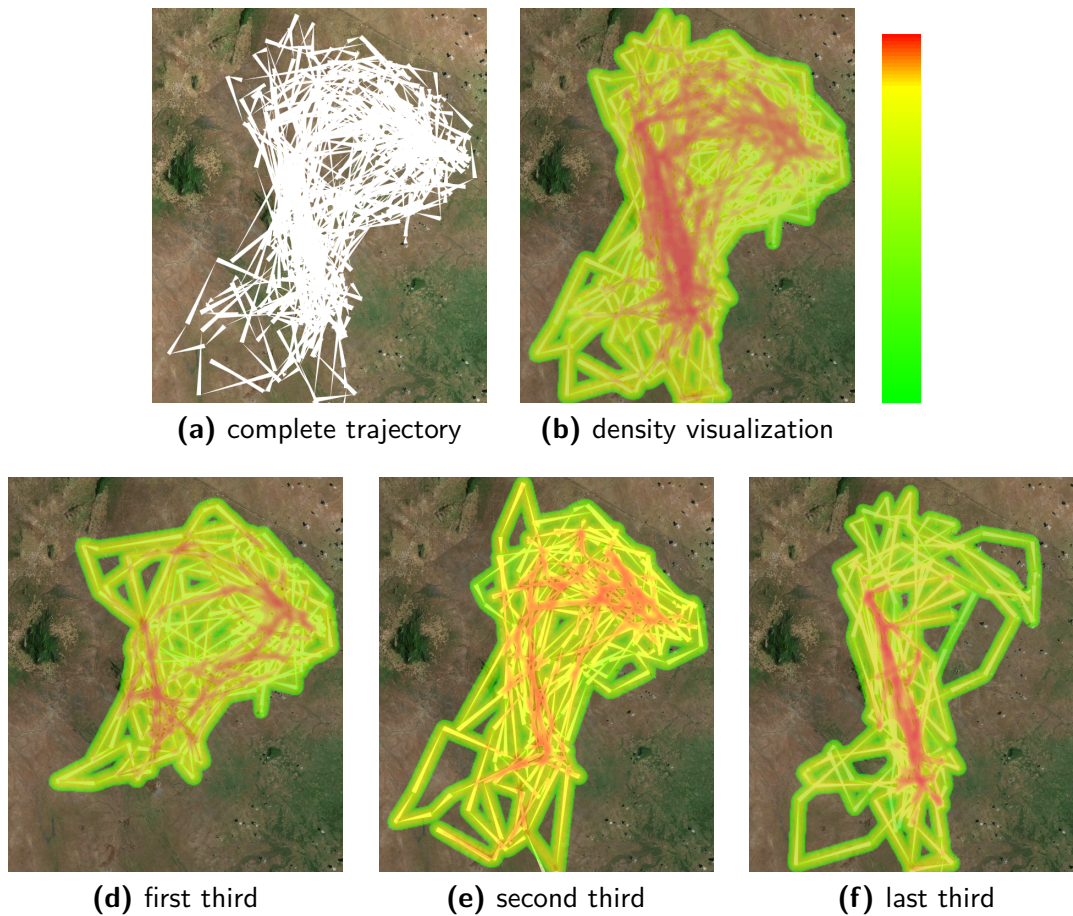 (a) complete trajectory
(b) density visualization
(d) first third
(e) second third
(f) last third